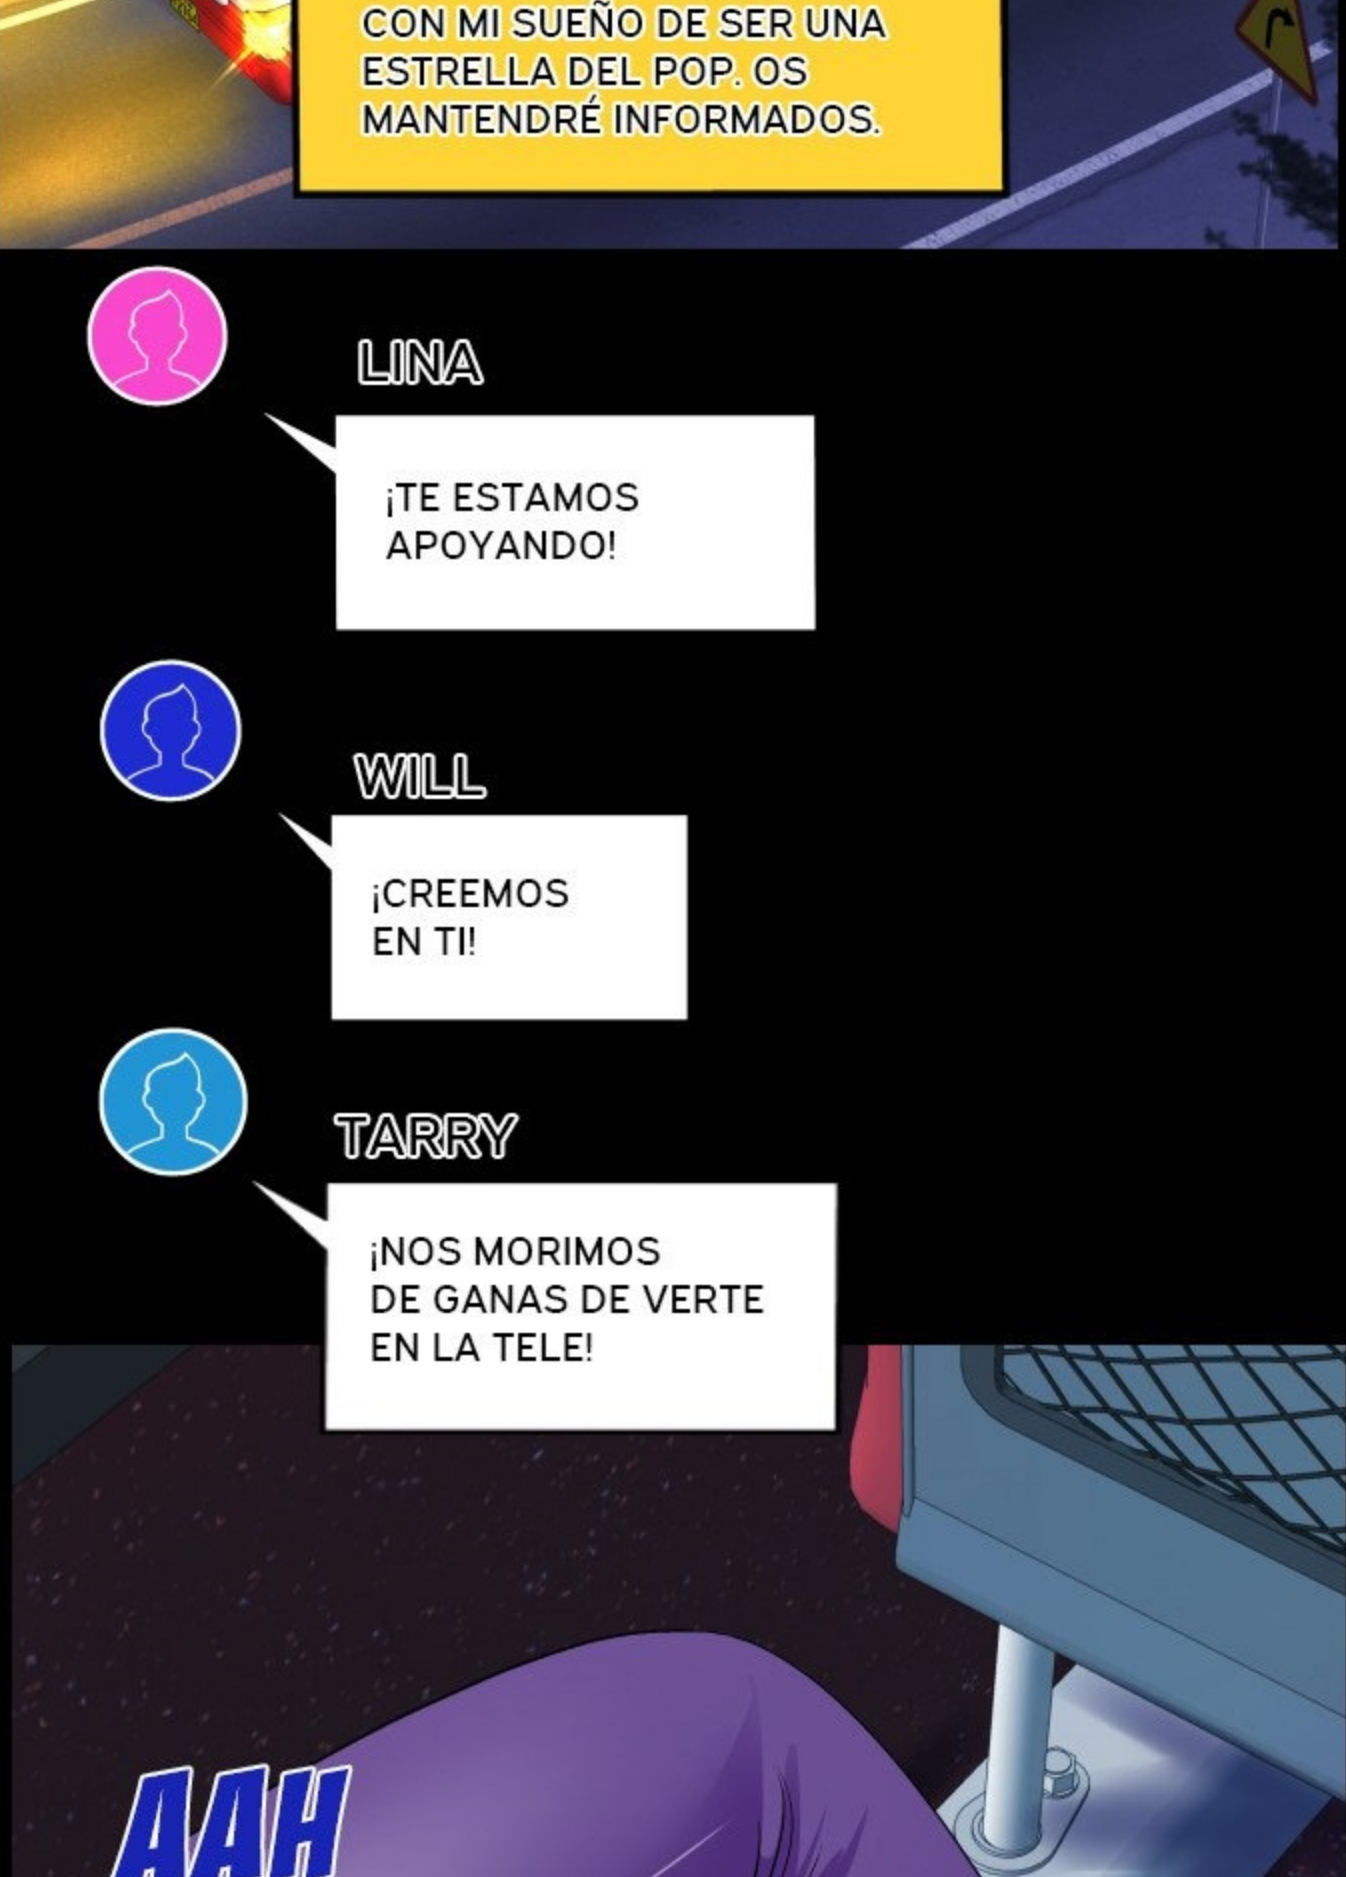 CON MI SUEÑO DE SER UNA
ESTRELLA DEL POP. OS
MANTENDRÉ INFORMADOS.
LINA
¡TE ESTAMOS
APOYANDO!
WILL
¡CREEMOS
EN TI!
TARRY
¡NOS MORIMOS
DE GANAS DE VERTE
EN LA TELE!
AAH